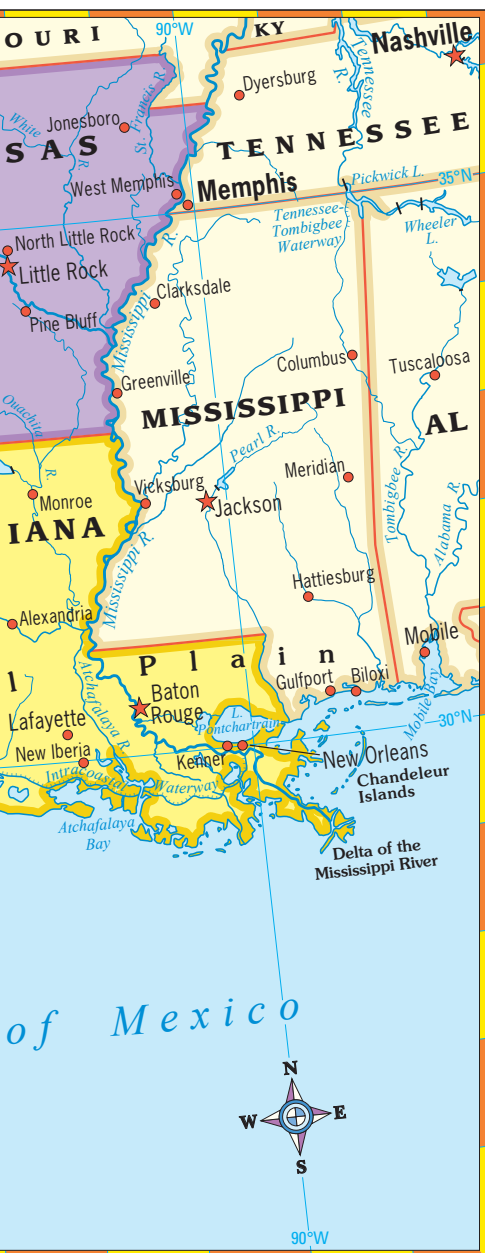 OURI
90°W
KY
Nashville
Dyersburg
Tennessee R.
White R.
Jonesboro
St. Francis R.
SAS
TENNESSEE
West Memphis
Memphis
Pickwick L.
35°N
Tennessee-
Tombigbee
Waterway
Wheeler
L.
North Little Rock
Little Rock
Mississippi R.
Clarksdale
Pine Bluff
Columbus
Tuscaloosa
Greenville
MISSISSIPPI
AL
Ouachita R.
Pearl R.
Meridian
Vicksburg
Monroe
Jackson
Tombigbee R.
Alabama R.
IANA
Mississippi R.
Hattiesburg
Alexandria
Mobile
l Plain
Gulfport
Biloxi
Atchafalaya R.
Baton
Rouge
Mobile Bay
Lafayette
L.
Pontchartrain
30°N
New Iberia
Kenner
New Orleans
Intracoastal Waterway
Chandeleur
Islands
Atchafalaya
Bay
Delta of the
Mississippi River
of Mexico
N
W
E
S
90°W